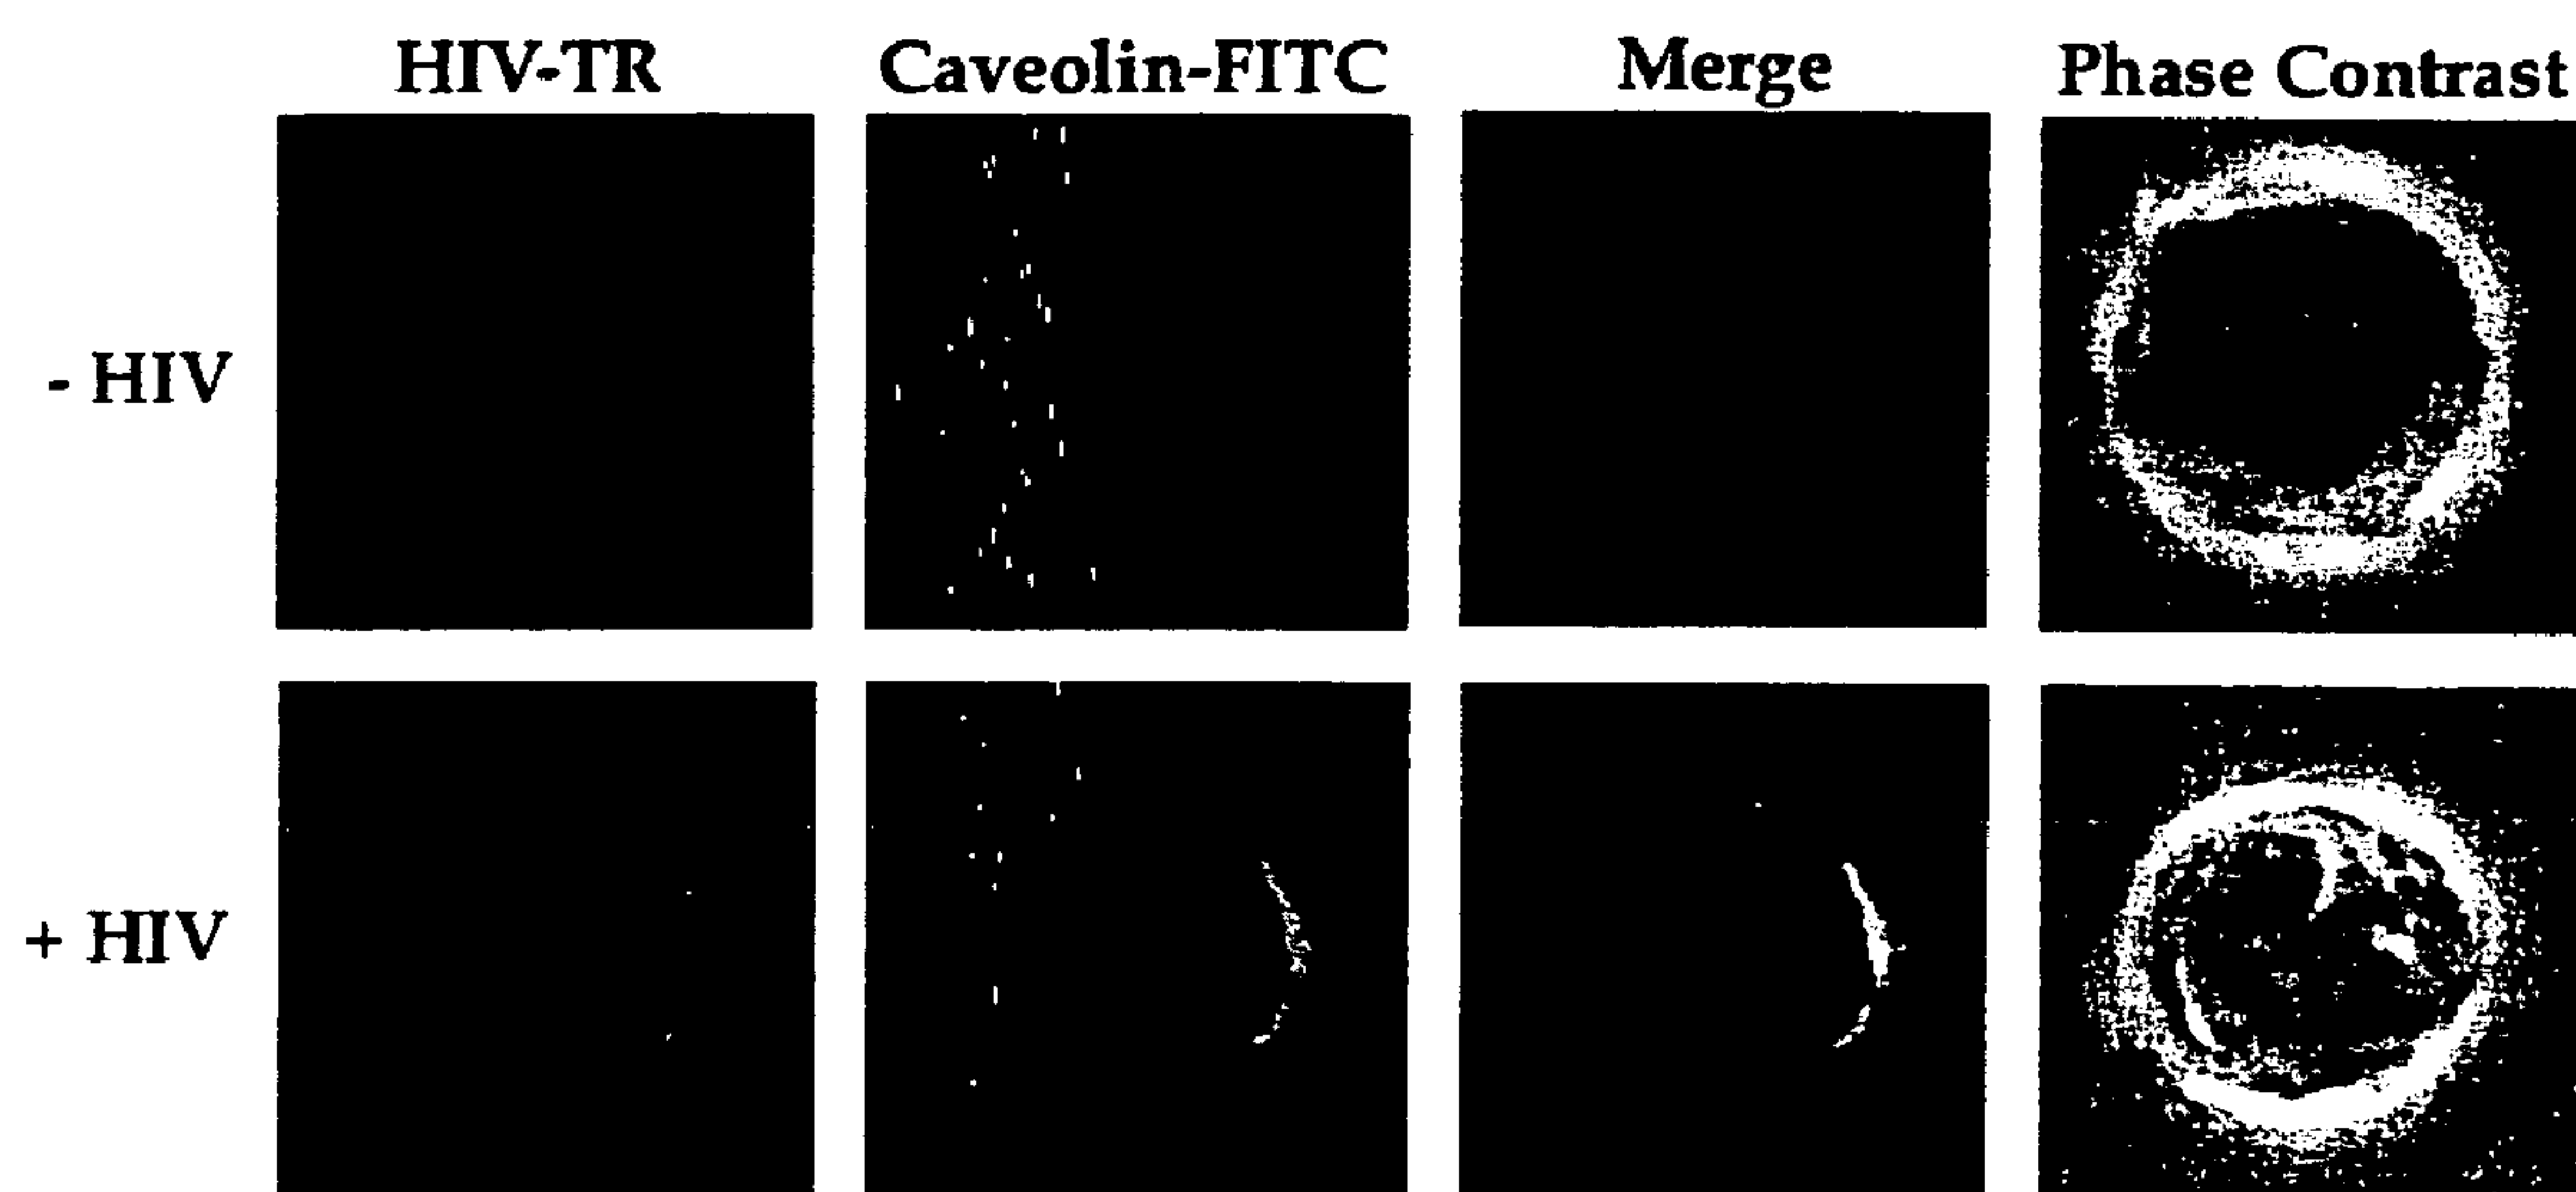 HIV-TR Caveolin-FITC Merge Phase Contrast
- HIV
+ HIV